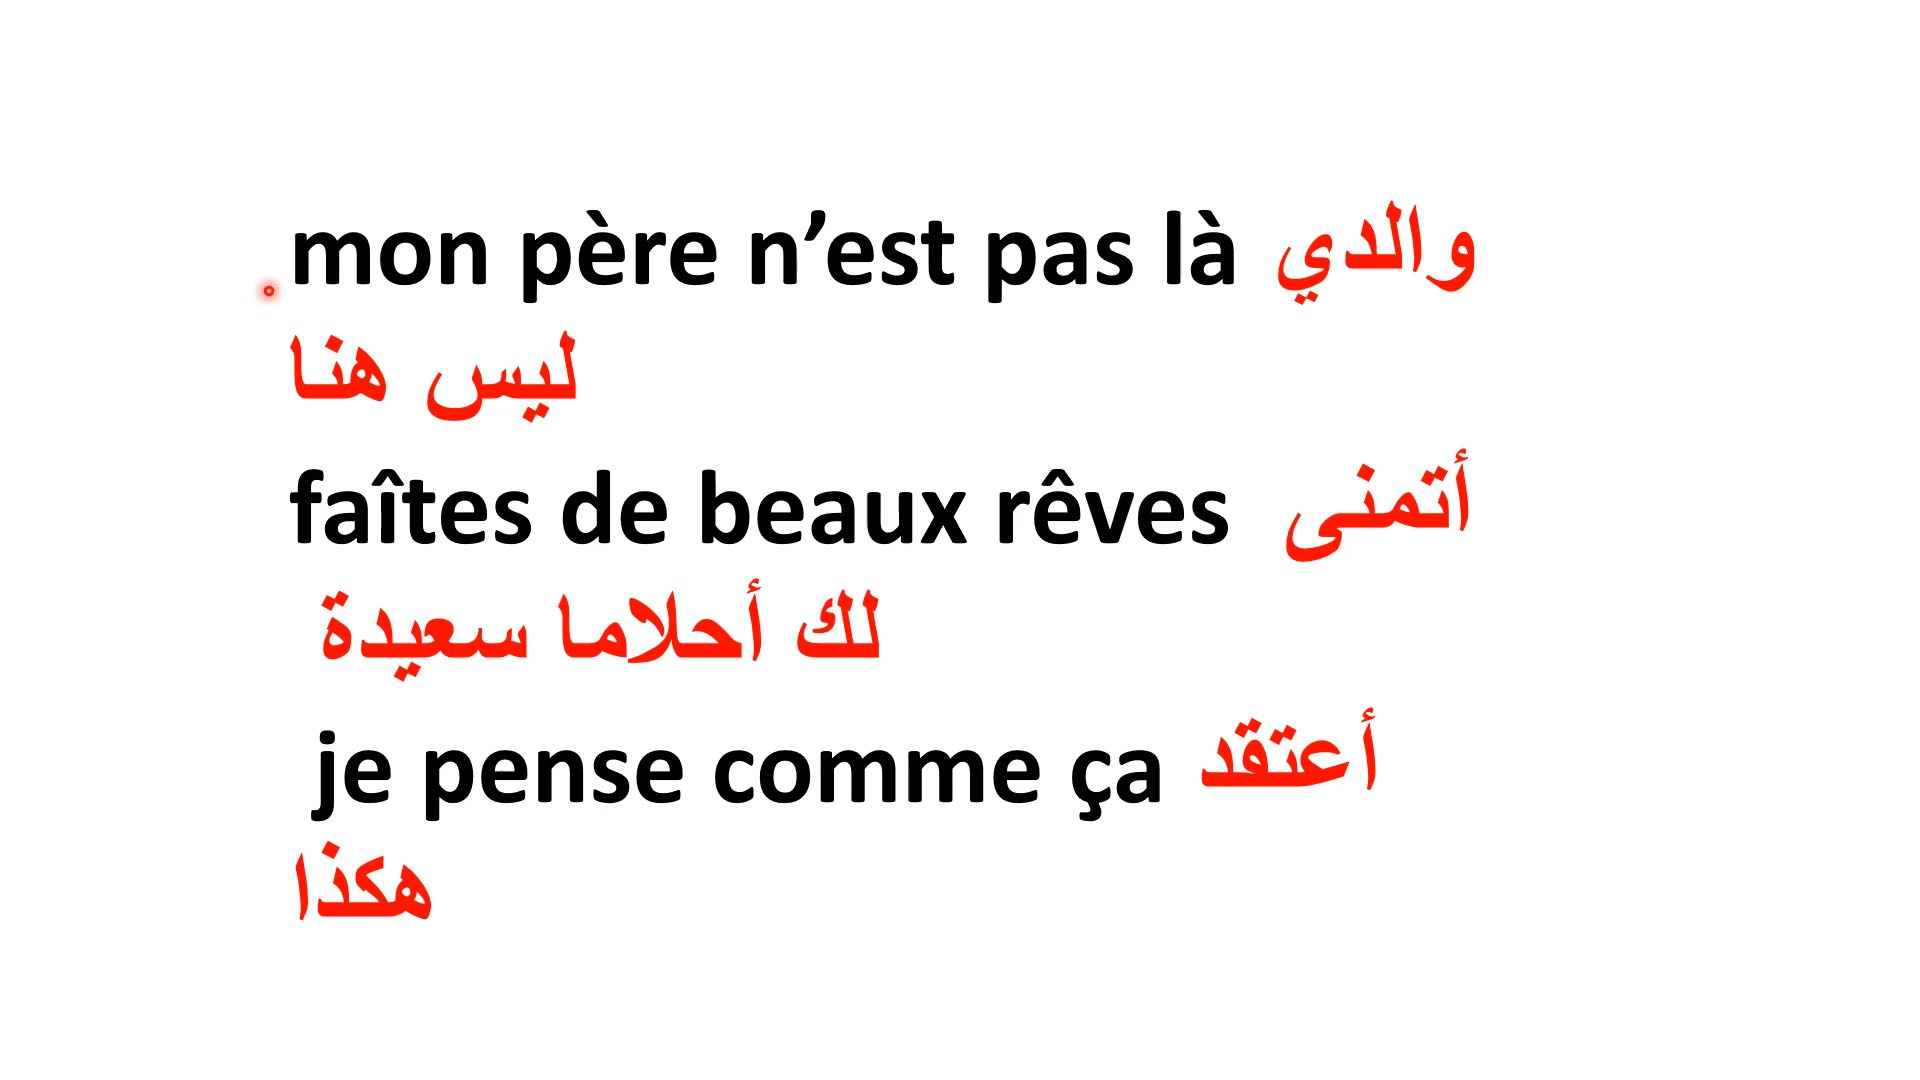 mon père n’est pas là والدي
ليس هنا
faîtes de beaux rêves أتمنى
لك أحلاما سعيدة
je pense comme ça أعتقد
هكذا